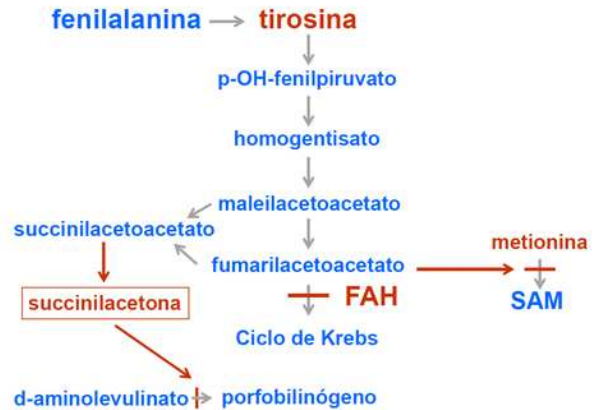 fenilalanina tirosina
p-OH-fenilpiruvato
homogentisato
maleilacetoacetato
succinilacetoacetato
metionina
fumarilacetoacetato
succinilacetona
FAH
SAM
Ciclo de Krebs
d-aminolevulinato porfobilinógeno